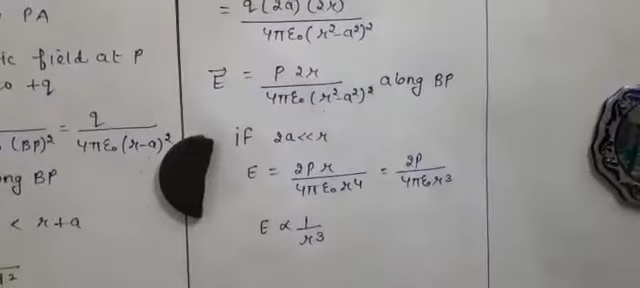 PA
ic field at P
+q
(BP)² = q / 4πε₀(r-a)²
ng BP
< r+a
= q(2a)(2r) / 4πε₀(r²-a²)²
E⃗ = P 2r / 4πε₀(r²-a²)² along BP
if 2a<<r
E = 2Pr / 4πε₀r⁴ = 2P / 4πε₀r³
E ∝ 1/r³